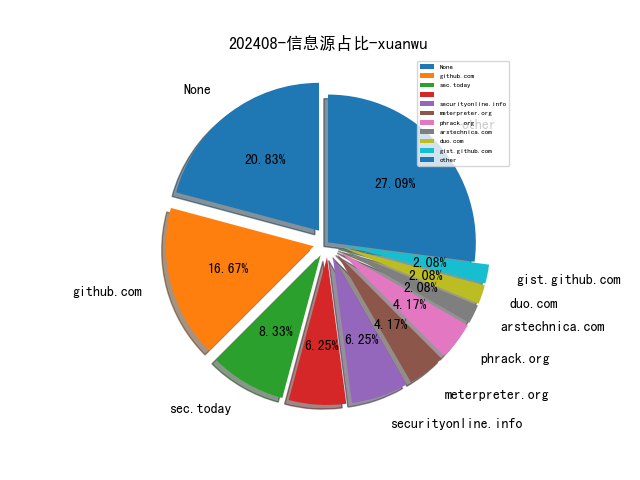 202408-信息源占比-xuanwu
None
github.com
sec.today
securityonline.info
meterpreter.org
phrack.org
arstechnica.com
duo.com
gist.github.com
other
None
other
20.83%
27.09%
16.67%
8.33%
6.25%
6.25%
4.17%
4.17%
2.08%
2.08%
2.08%
github.com
sec.today
securityonline.info
meterpreter.org
phrack.org
arstechnica.com
duo.com
gist.github.com